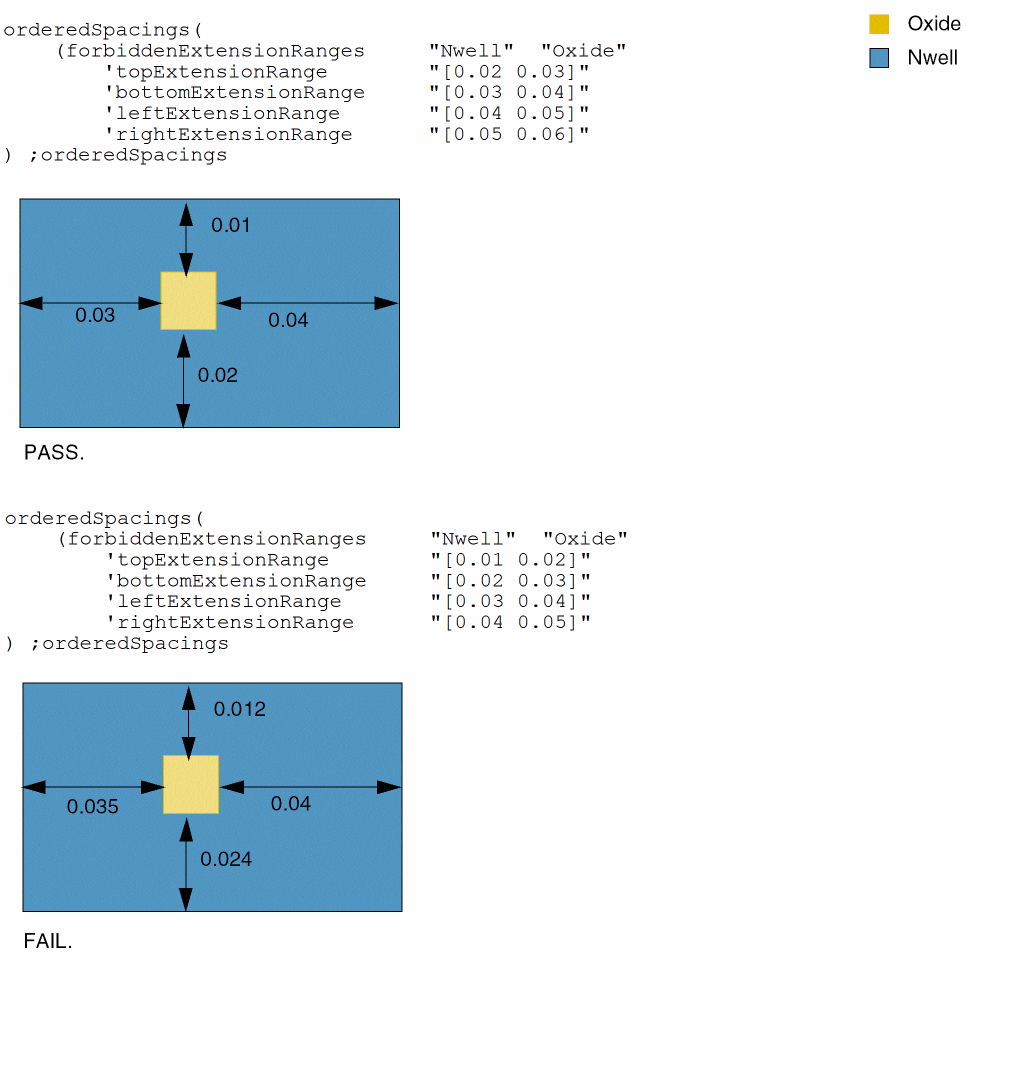 orderedSpacings(
    (forbiddenExtensionRanges     "Nwell"  "Oxide"
        'topExtensionRange        "[0.02 0.03]"
        'bottomExtensionRange     "[0.03 0.04]"
        'leftExtensionRange       "[0.04 0.05]"
        'rightExtensionRange      "[0.05 0.06]"
) ;orderedSpacings
Oxide
Nwell
0.01
0.03
0.04
0.02
PASS.
orderedSpacings(
    (forbiddenExtensionRanges     "Nwell"  "Oxide"
        'topExtensionRange        "[0.01 0.02]"
        'bottomExtensionRange     "[0.02 0.03]"
        'leftExtensionRange       "[0.03 0.04]"
        'rightExtensionRange      "[0.04 0.05]"
) ;orderedSpacings
0.012
0.035
0.04
0.024
FAIL.